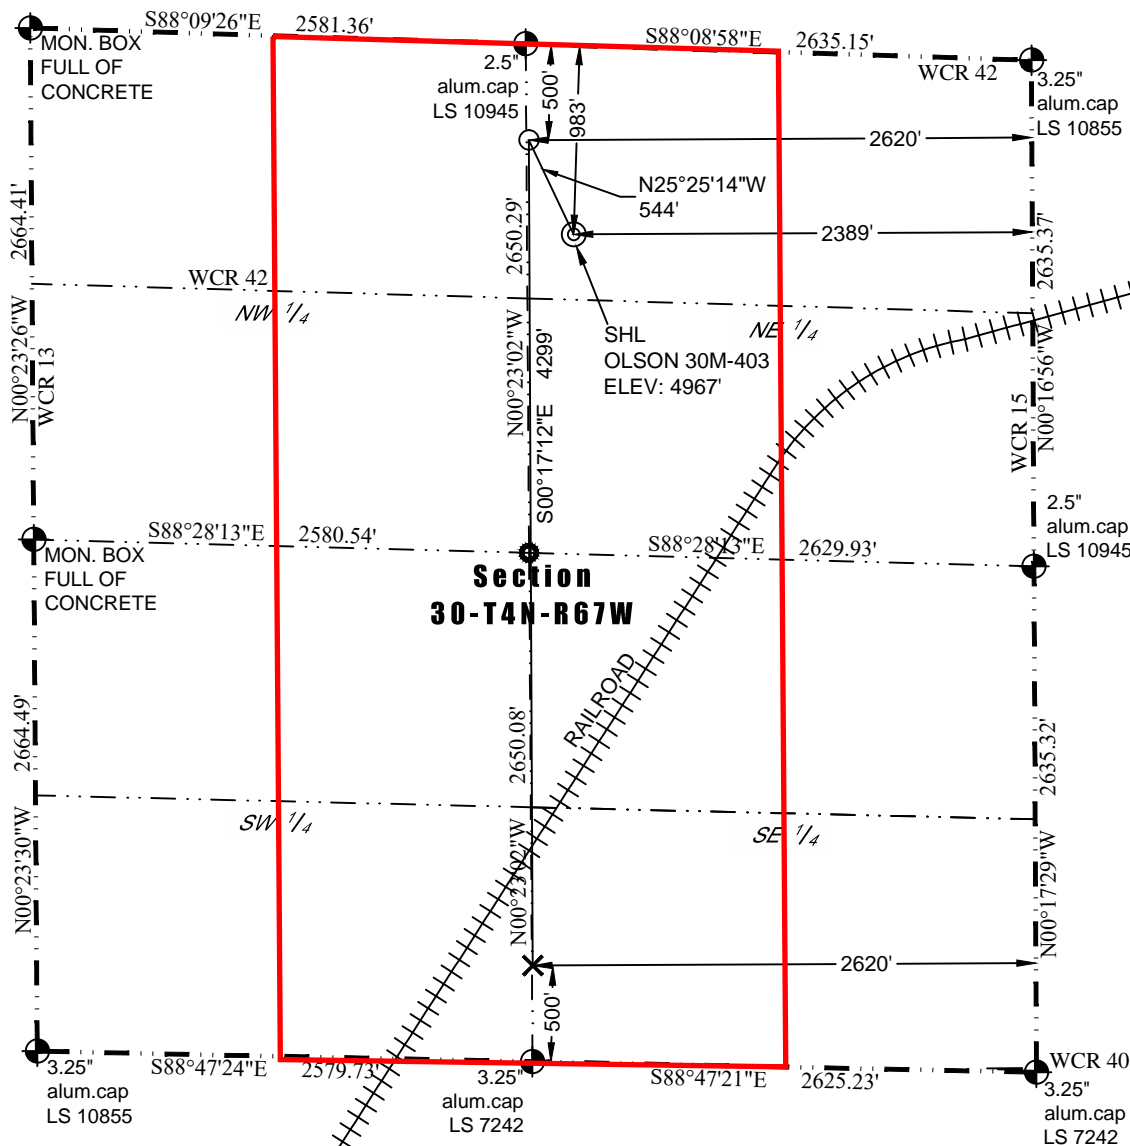 S88°09'26"E 2581.36'
S88°08'58"E 2635.15'
MON. BOX
FULL OF
CONCRETE
2.5"
alum.cap
LS 10945
WCR 42
3.25"
alum.cap
LS 10855
500'
983'
2620'
N25°25'14"W
544'
2389'
2664.41'
2650.29'
2635.37'
WCR 42
NW 1/4
NE 1/4
SHL
OLSON 30M-403
ELEV: 4967'
N00°23'26"W
WCR 13
N00°23'02"W
S00°17'12"E 4299'
N00°16'56"W
WCR 15
S88°28'13"E 2580.54'
S88°28'13"E 2629.93'
MON. BOX
FULL OF
CONCRETE
2.5"
alum.cap
LS 10945
Section
30-T4N-R67W
RAILROAD
2664.49'
2650.08'
2635.32'
SW 1/4
SE 1/4
N00°23'30"W
N00°23'02"W
N00°17'29"W
2620'
500'
S88°47'24"E 2579.73'
S88°47'21"E 2625.23'
WCR 40
3.25"
alum.cap
LS 10855
3.25"
alum.cap
LS 7242
3.25"
alum.cap
LS 7242